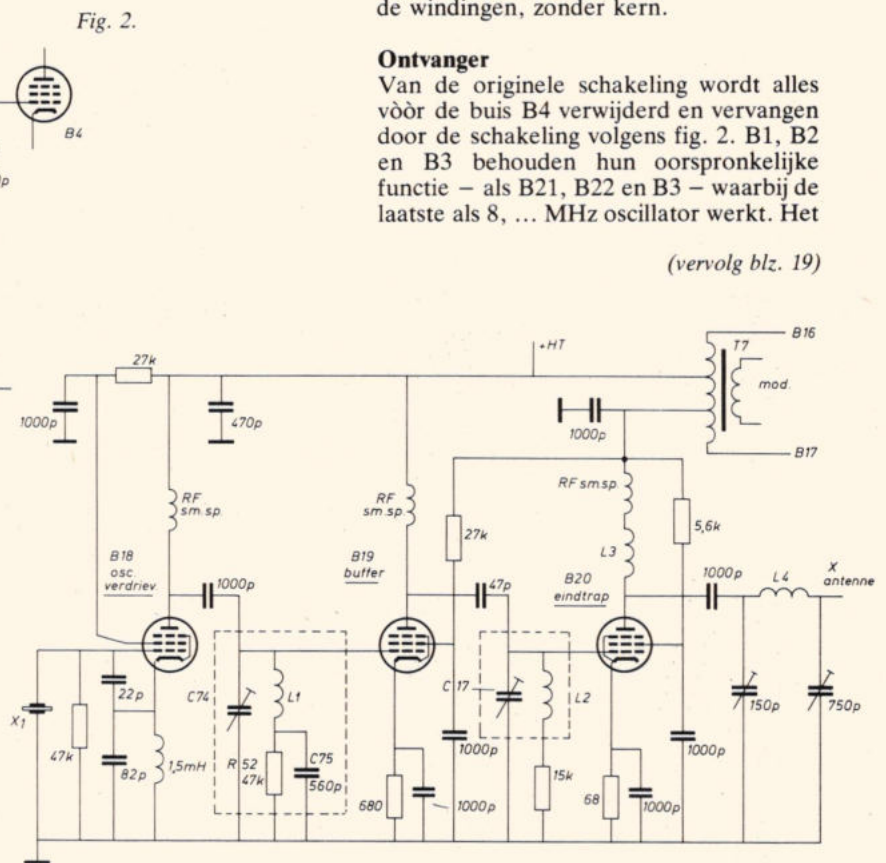 de windingen, zonder kern.
Fig. 2.
B4
p
Ontvanger
Van de originele schakeling wordt alles
vòòr de buis B4 verwijderd en vervangen
door de schakeling volgens fig. 2. B1, B2
en B3 behouden hun oorspronkelijke
functie – als B21, B22 en B3 – waarbij de
laatste als 8, ... MHz oscillator werkt. Het
(vervolg blz. 19)
B16
+HT
T7
27k
mod.
1000p
470p
1000p
B17
RF
sm.sp.
RF
sm.sp.
RF sm.sp.
27k
5,6k
L3
B18
osc.
verdriev.
B19
buffer
B20
eindtrap
1000p
47p
1000p
L4
X
antenne
22p
C74
L1
C17
L2
150p
750p
X1
47k
82p
1,5mH
R52
47k
C75
560p
1000p
1000p
680
1000p
15k
68
1000p